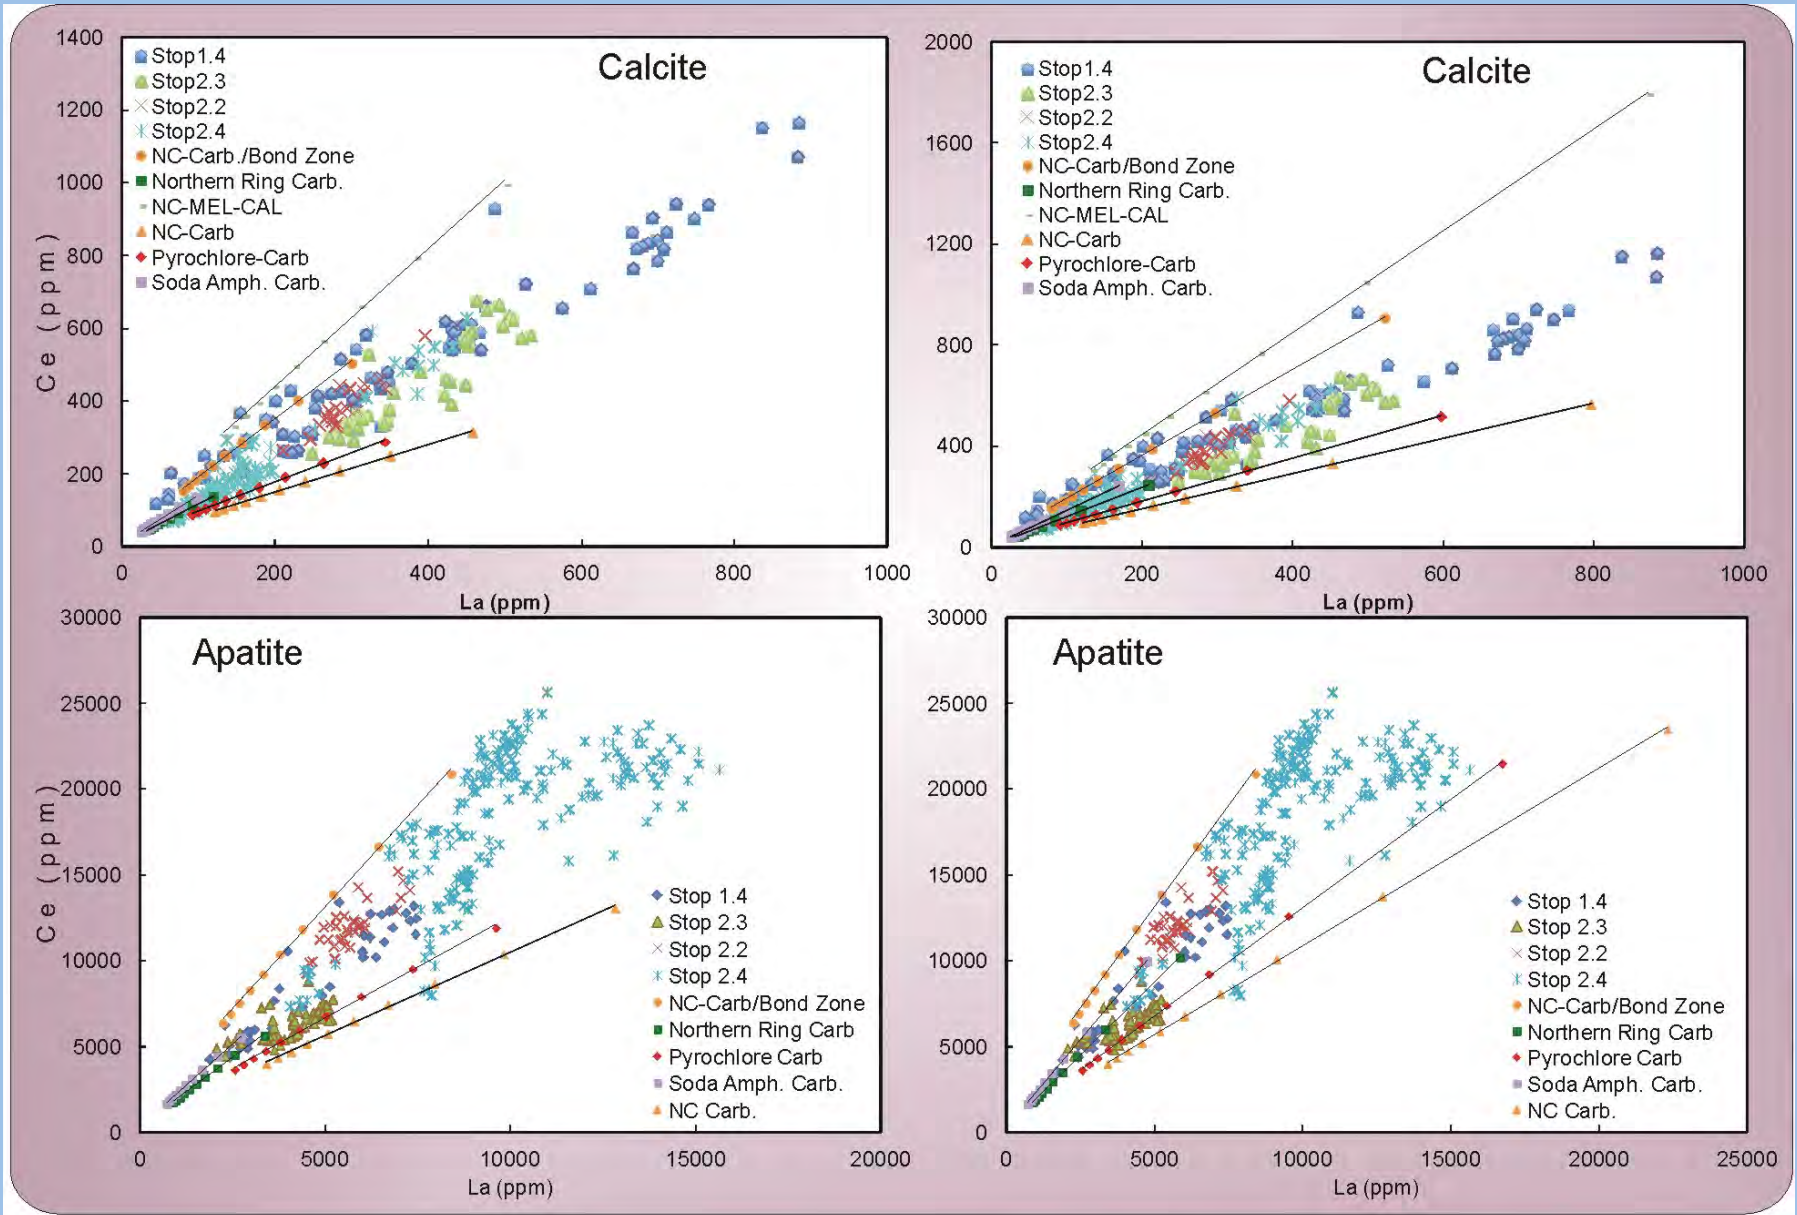 Calcite
1400
1200
1000
800
600
400
200
0
Stop1.4
Stop2.3
Stop2.2
Stop2.4
NC-Carb./Bond Zone
Northern Ring Carb.
NC-MEL-CAL
NC-Carb
Pyrochlore-Carb
Soda Amph. Carb.
Ce (ppm)
0 200 400 600 800 1000
La (ppm)
Calcite
2000
1600
1200
800
400
0
Stop1.4
Stop2.3
Stop2.2
Stop2.4
NC-Carb/Bond Zone
Northern Ring Carb.
NC-MEL-CAL
NC-Carb
Pyrochlore-Carb
Soda Amph. Carb.
0 200 400 600 800 1000
La (ppm)
Apatite
30000
25000
20000
15000
10000
5000
0
Ce (ppm)
Stop 1.4
Stop 2.3
Stop 2.2
Stop 2.4
NC-Carb/Bond Zone
Northern Ring Carb
Pyrochlore Carb
Soda Amph. Carb.
NC Carb.
0 5000 10000 15000 20000
La (ppm)
Apatite
30000
25000
20000
15000
10000
5000
0
Stop 1.4
Stop 2.3
Stop 2.2
Stop 2.4
NC-Carb/Bond Zone
Northern Ring Carb
Pyrochlore Carb
Soda Amph. Carb.
NC Carb.
0 5000 10000 15000 20000 25000
La (ppm)